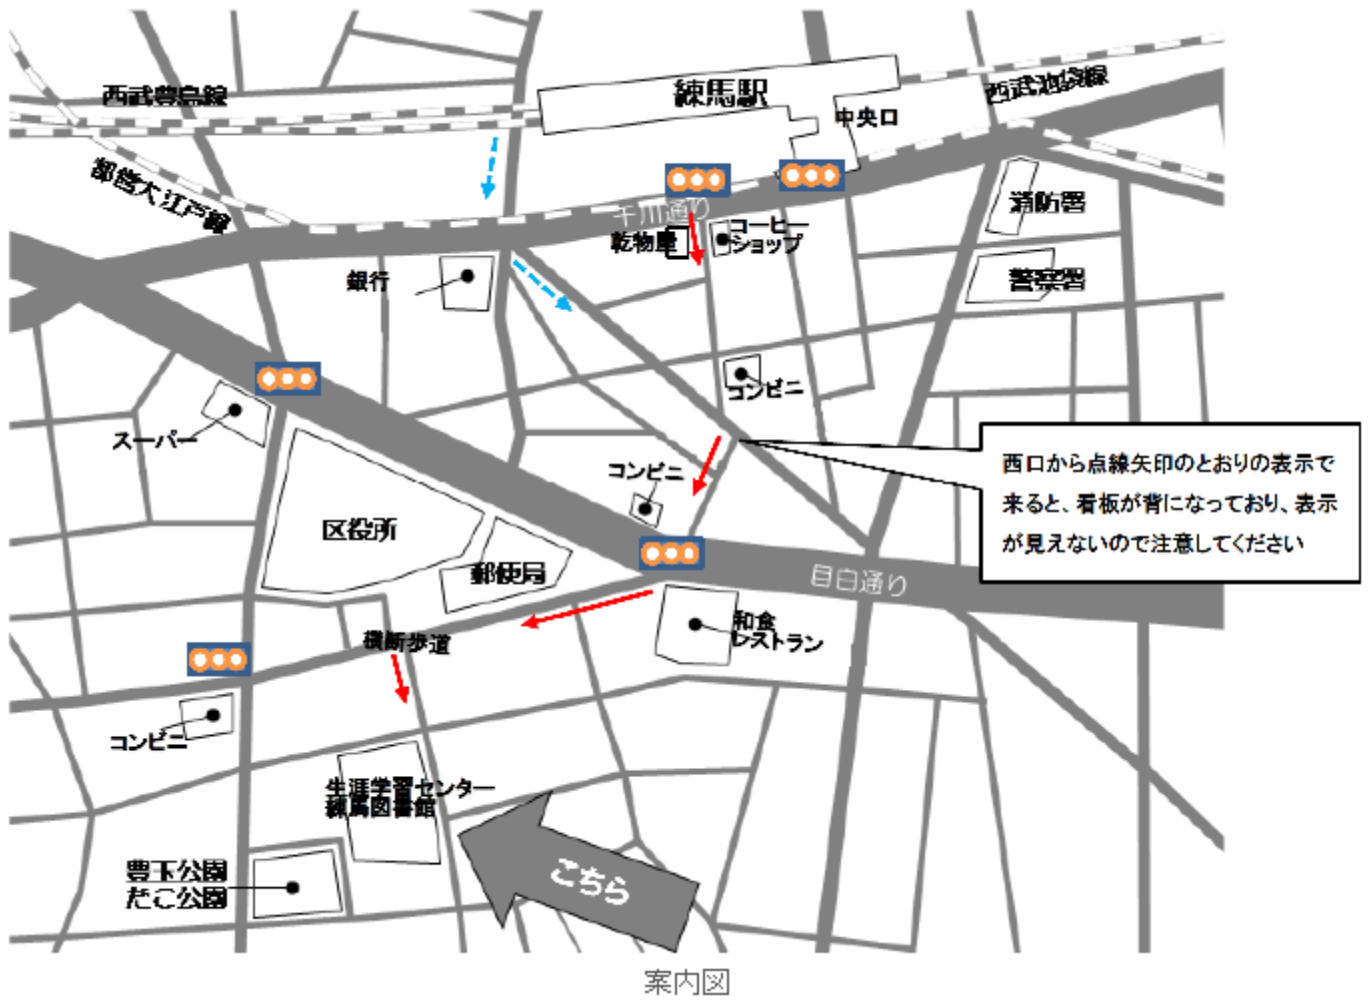 練馬駅
西武豊島線
西武池袋線
中央口
都営大江戸線
千川通り
消防署
コーヒー
ショップ
乾物屋
銀行
警察署
コンビニ
スーパー
西口から点線矢印のとおりの表示で
来ると、看板が背になっており、表示
が見えないので注意してください
コンビニ
区役所
郵便局
目白通り
和食
レストラン
横断歩道
コンビニ
生涯学習センター
練馬図書館
豊玉公園
たこ公園
こちら
案内図